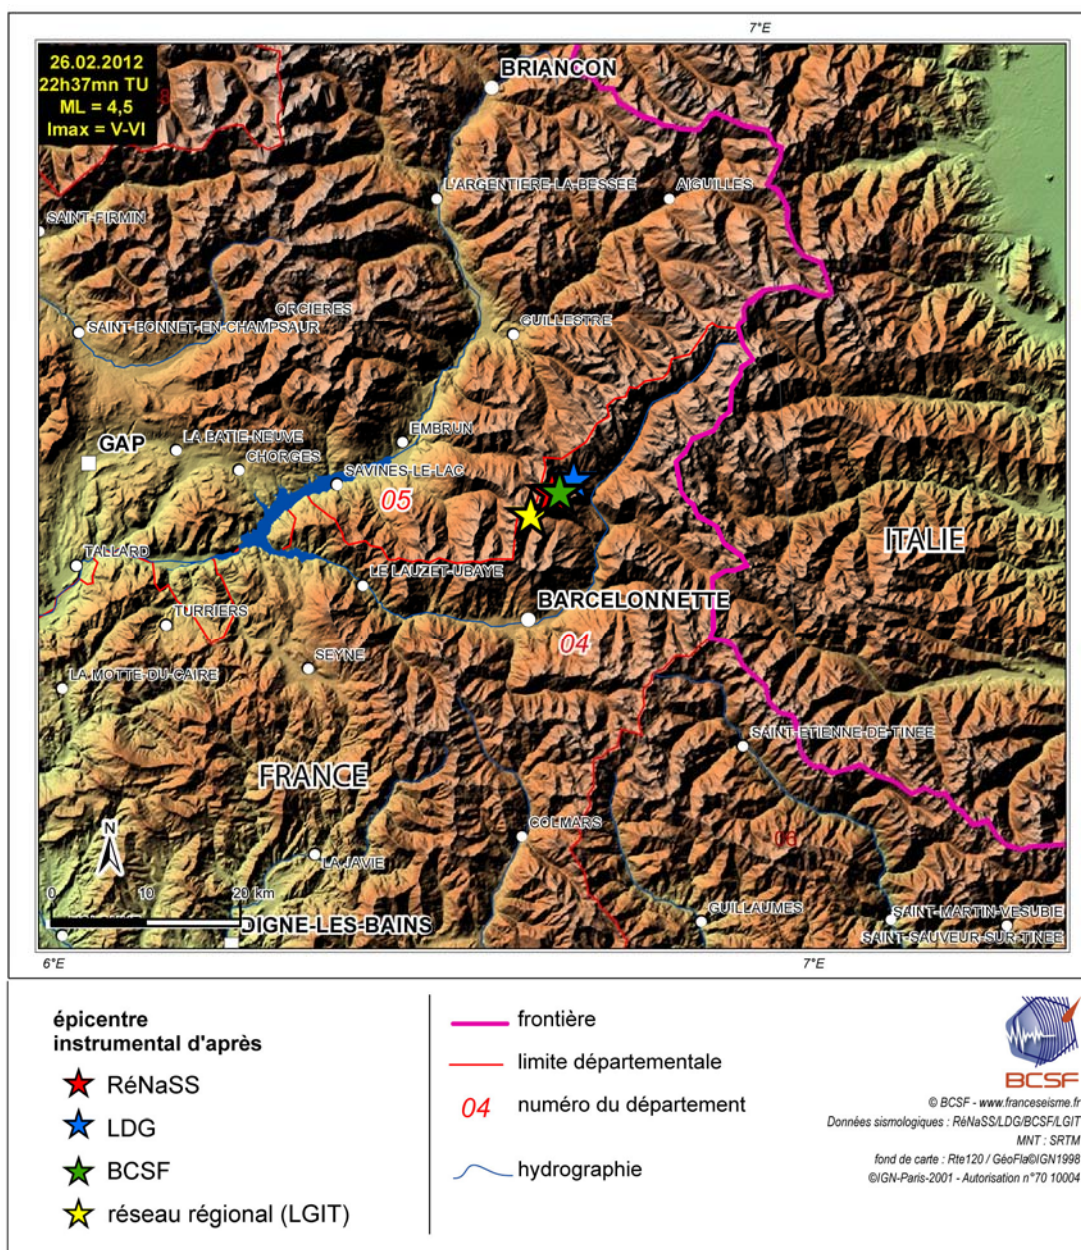 7°E
26.02.2012
22h37mn TU
ML = 4,5
Imax = V-VI
BRIANCON
L'ARGENTIERE-LA-BESSEE
AIGUILLES
SAINT-FIRMIN
ORCIERES
SAINT-BONNET-EN-CHAMPSAUR
GUILLESTRE
EMBRUN
LA BATIE-NEUVE
GAP
CHORGES
SAVINES-LE-LAC
05
ITALIE
TALLARD
LE LAUZET-UBAYE
BARCELONNETTE
TURRIERS
04
SEYNE
LA MOTTE-DU-CAIRE
SAINT-ETIENNE-DE-TINEE
FRANCE
COLMARS
06
N
LA JAVIE
0 10 20 km
GUILLAUMES
SAINT-MARTIN-VESUBIE
DIGNE-LES-BAINS
SAINT-SAUVEUR-SUR-TINEE
6°E
7°E
épicentre
instrumental d'après
RéNaSS
LDG
BCSF
réseau régional (LGIT)
frontière
limite départementale
04 numéro du département
hydrographie
BCSF
© BCSF - www.franceseisme.fr
Données sismologiques : RéNaSS/LDG/BCSF/LGIT
MNT : SRTM
fond de carte : Rte120 / GéoFla©IGN1998
©IGN-Paris-2001 - Autorisation n°70 10004